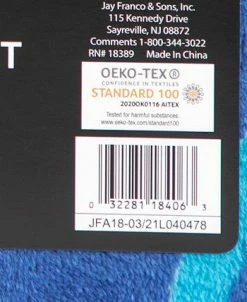 Jay Franco & Sons, Inc.
115 Kennedy Drive
Sayreville, NJ 08872
Comments 1-800-344-3022
RN# 18389 Made In China
T
OEKO-TEX®
CONFIDENCE IN TEXTILES
STANDARD 100
2020OK0116 AITEX
Tested for harmful substances.
www.oeko-tex.com/standard100
0 32281 18406 3
JFA18-03/21L040478